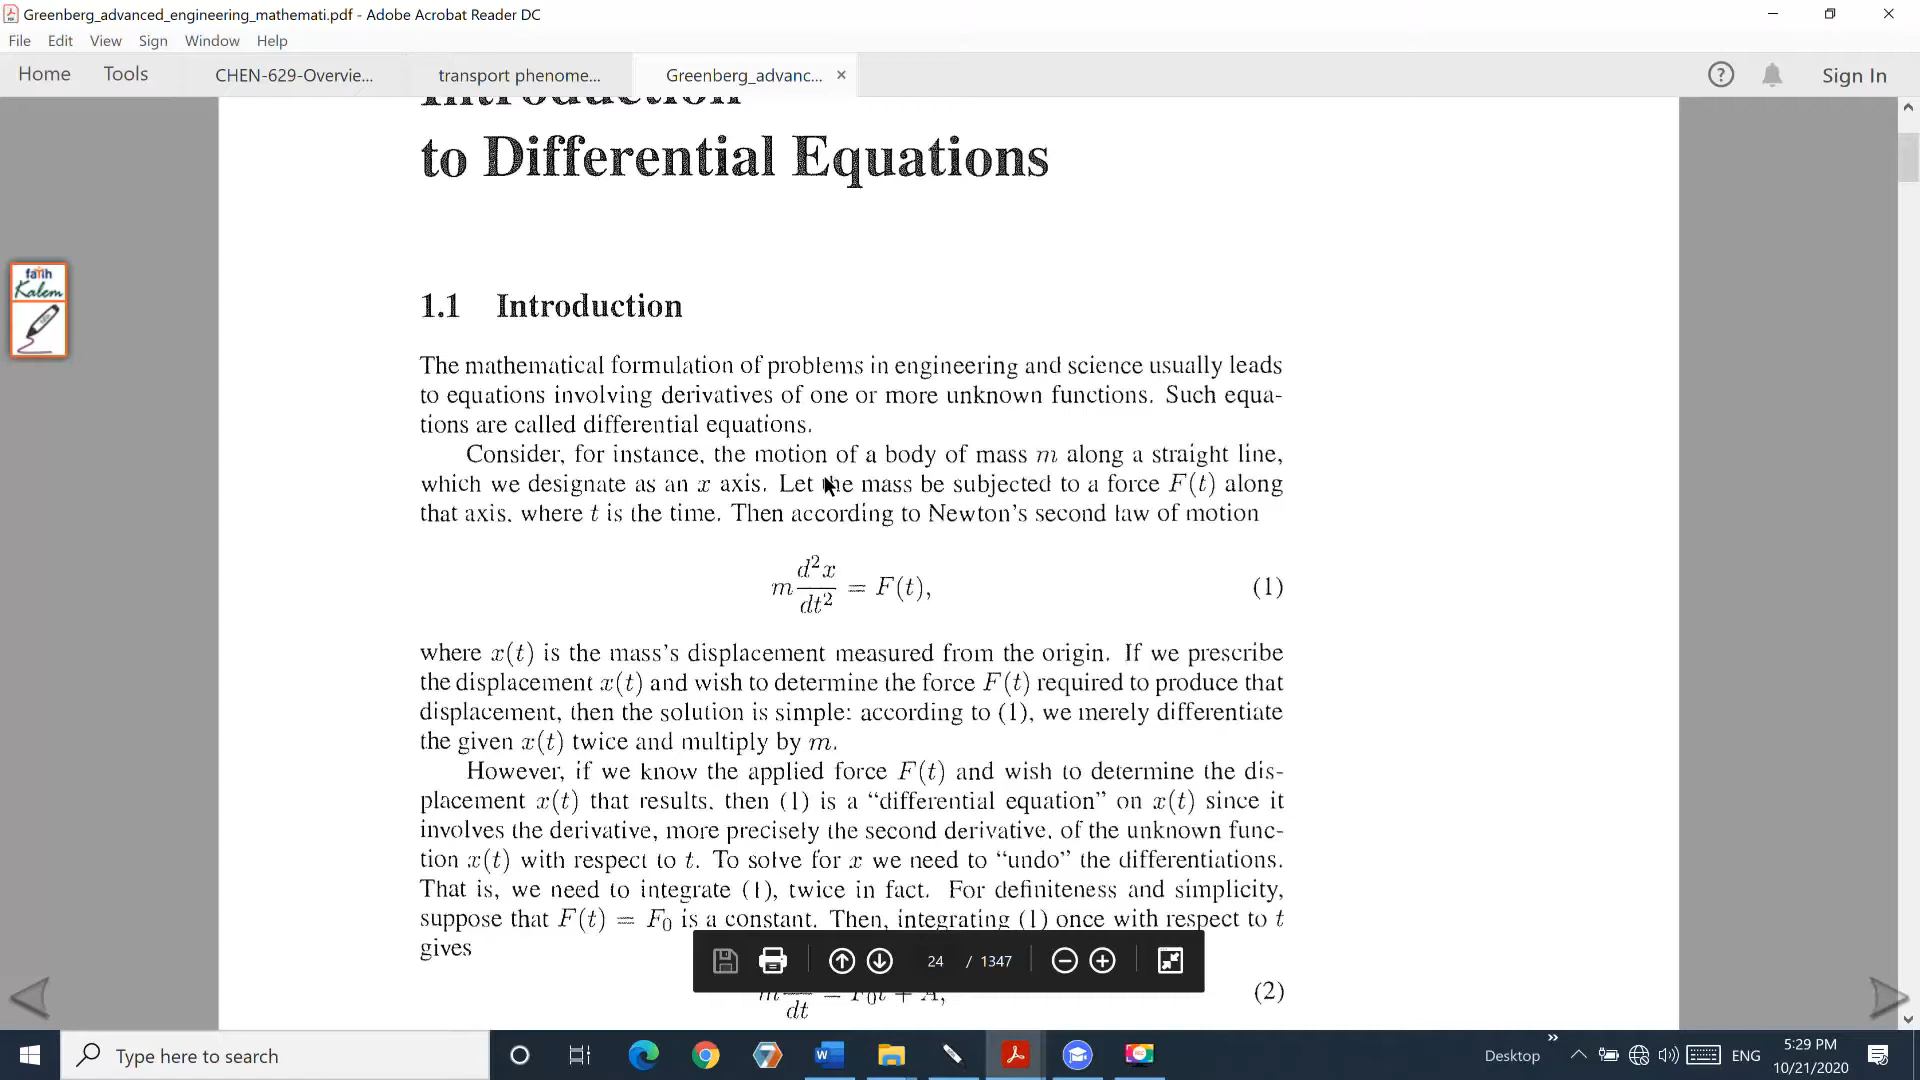 Greenberg_advanced_engineering_mathemati.pdf - Adobe Acrobat Reader DC
File Edit View Sign Window Help
Home Tools CHEN-629-Overvie... transport phenome... Greenberg_advanc... × Sign In
Introduction
to Differential Equations
fatih
Kalem
1.1 Introduction
The mathematical formulation of problems in engineering and science usually leads
to equations involving derivatives of one or more unknown functions. Such equa-
tions are called differential equations.
Consider, for instance, the motion of a body of mass m along a straight line,
which we designate as an x axis. Let the mass be subjected to a force F(t) along
that axis, where t is the time. Then according to Newton's second law of motion
m d²x/dt² = F(t), (1)
where x(t) is the mass's displacement measured from the origin. If we prescribe
the displacement x(t) and wish to determine the force F(t) required to produce that
displacement, then the solution is simple: according to (1), we merely differentiate
the given x(t) twice and multiply by m.
However, if we know the applied force F(t) and wish to determine the dis-
placement x(t) that results, then (1) is a “differential equation” on x(t) since it
involves the derivative, more precisely the second derivative, of the unknown func-
tion x(t) with respect to t. To solve for x we need to “undo” the differentiations.
That is, we need to integrate (1), twice in fact. For definiteness and simplicity,
suppose that F(t) = F₀ is a constant. Then, integrating (1) once with respect to t
gives
24 / 1347
dt = F₀t + A, (2)
Type here to search
Desktop ENG 5:29 PM
10/21/2020